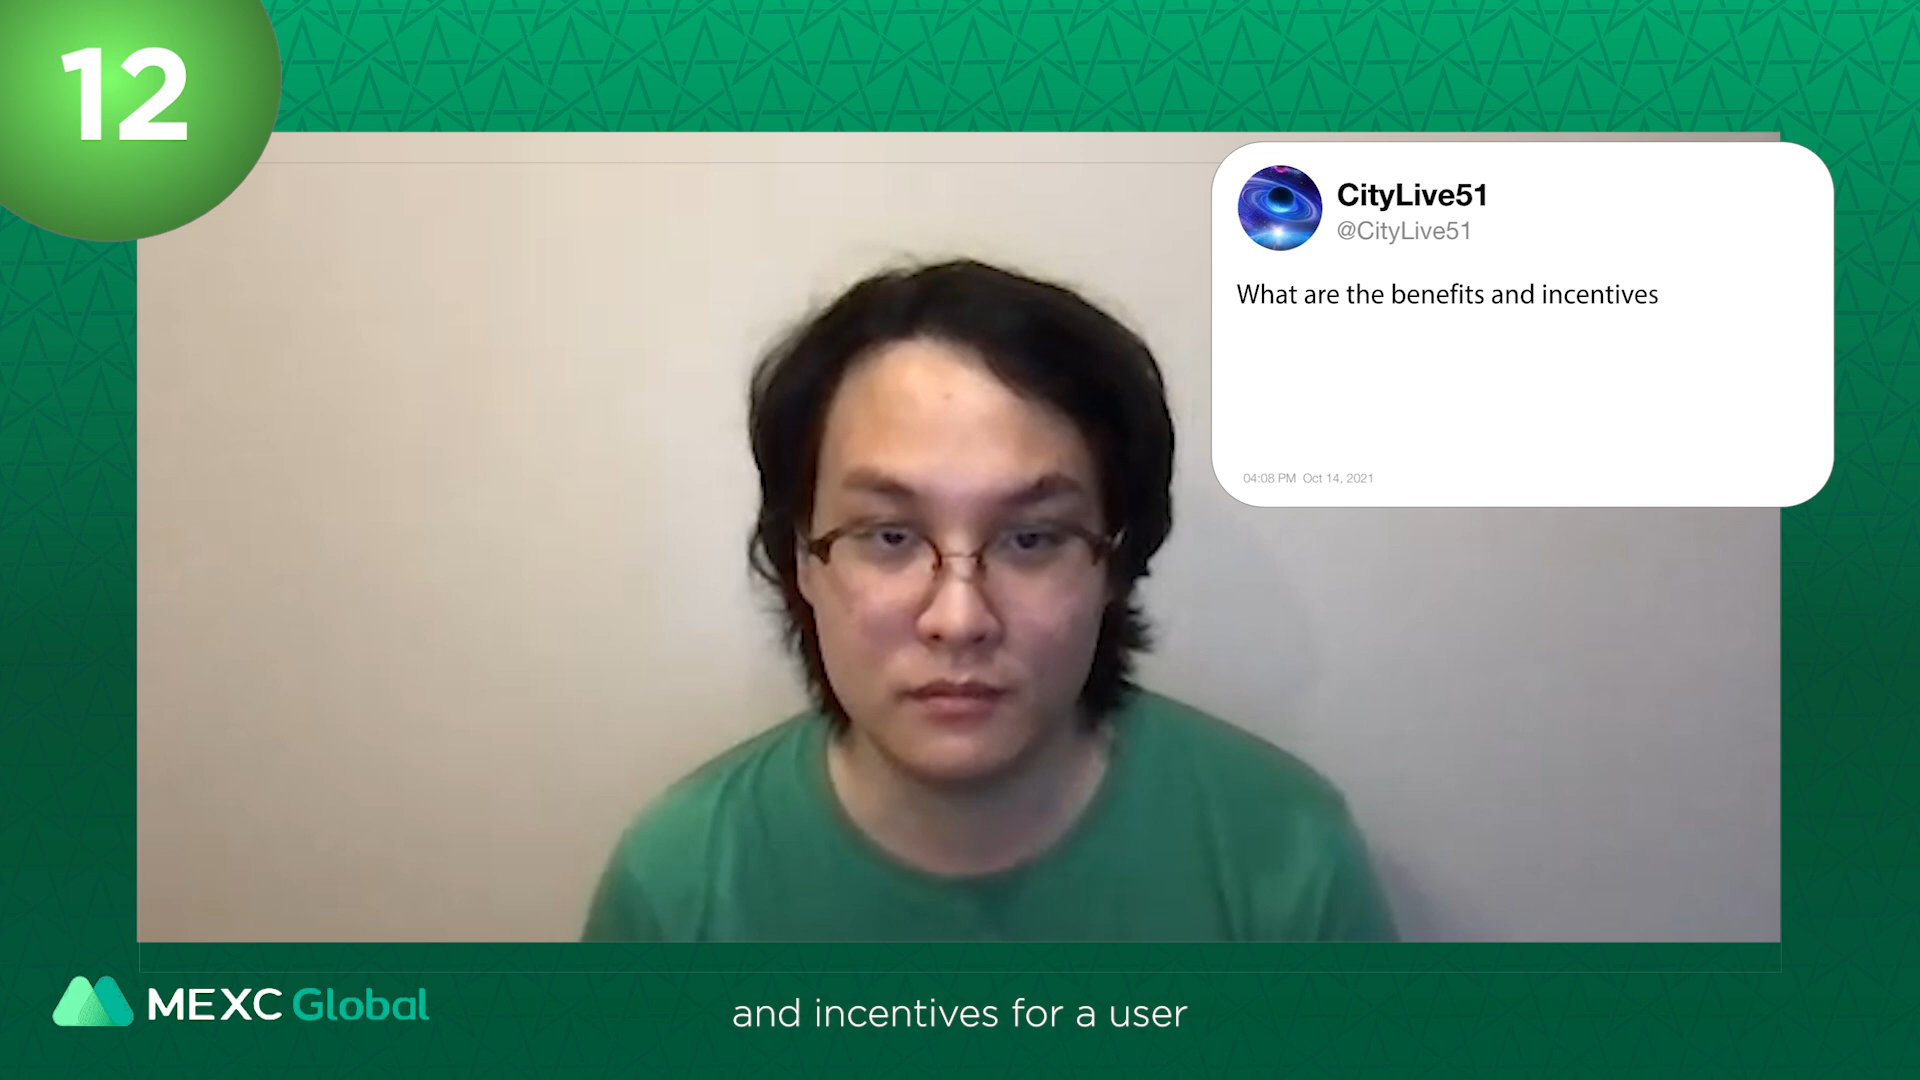 12
CityLive51
@CityLive51
What are the benefits and incentives
04:08 PM Oct 14, 2021
MEXC Global
and incentives for a user